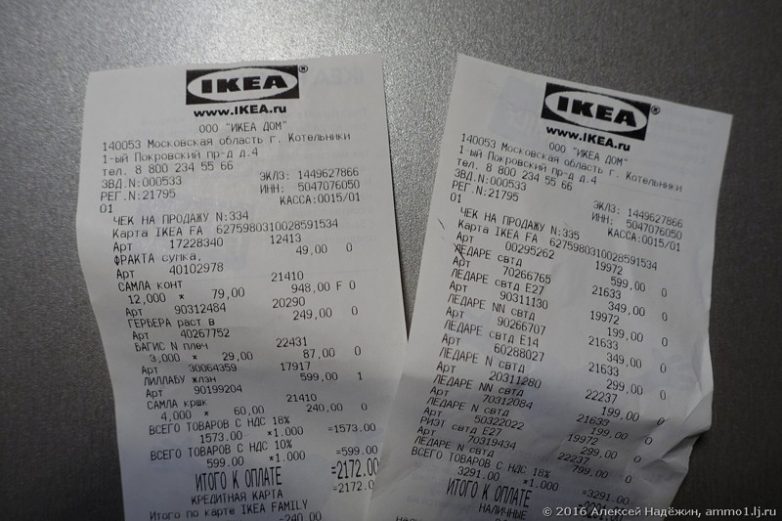 IKEA®
www.IKEA.ru
ООО "ИКЕА ДОМ"
140053 Московская область г. Котельники
1-ый Покровский пр-д д.4
тел. 8 800 234 55 66
ЗВД.N:000533 ЭКЛЗ: 1449627866
РЕГ.N:21795 ИНН: 5047076050
01 КАССА:0015/01
ЧЕК НА ПРОДАЖУ N:334
Карта IKEA FA 6275980310028591534
Арт 17228340 12413
ФРАКТА сумка, 49,00 0
Арт 40102978
САМЛА конт 21410
12,000 * 79,00 948,00 F 0
Арт 90312484 20290
ГЕРБЕРА раст в 249,00 0
Арт 40267752
БАГИС N плеч 22431
3,000 * 29,00 87,00 0
Арт 30064359 17917
ЛИЛЛАБУ жлзн 599,00 1
Арт 90199204
САМЛА кршк 21410
4,000 * 60,00 240,00 0
ВСЕГО ТОВАРОВ С НДС 18%
1573.00 *1.000 =1573.00
ВСЕГО ТОВАРОВ С НДС 10%
599.00 *1.000 =599.00
ИТОГО К ОПЛАТЕ =2172.00
КРЕДИТНАЯ КАРТА =2172.0
Итого по карте IKEA FAMILY
=240.00
IKEA®
www.IKEA.ru
ООО "ИКЕА ДОМ"
140053 Московская область г. Котельники
1-ый Покровский пр-д д.4
тел. 8 800 234 55 66
ЗВД.N:000533 ЭКЛЗ: 1449627866
РЕГ.N:21795 ИНН: 5047076050
01 КАССА:0015/01
ЧЕК НА ПРОДАЖУ N:335
Карта IKEA FA 6275980310028591534
Арт 00295262 19972
ЛЕДАРЕ свтд 599,00 0
Арт 70266765 21633
ЛЕДАРЕ свтд E27 349,00 0
Арт 90311130 19972
ЛЕДАРЕ NN свтд 199,00 0
Арт 90266707 21633
ЛЕДАРЕ свтд E14 349,00 0
Арт 60288027 21633
ЛЕДАРЕ N свтд 299,00 0
Арт 20311280 22237
ЛЕДАРЕ NN свтд 199,00 0
Арт 70312084 21633
ЛЕДАРЕ N свтд 199,00 0
Арт 50322022 19972
РИЭТ свтд E27 299,00 0
Арт 70319434 22237
ЛЕДАРЕ N свтд 799,00 0
ВСЕГО ТОВАРОВ С НДС 18%
3291.00 *1.000 =3291.00
ИТОГО К ОПЛАТЕ
НАЛИЧНЫЕ
© 2016 Алексей Надёжин, ammo1.lj.ru